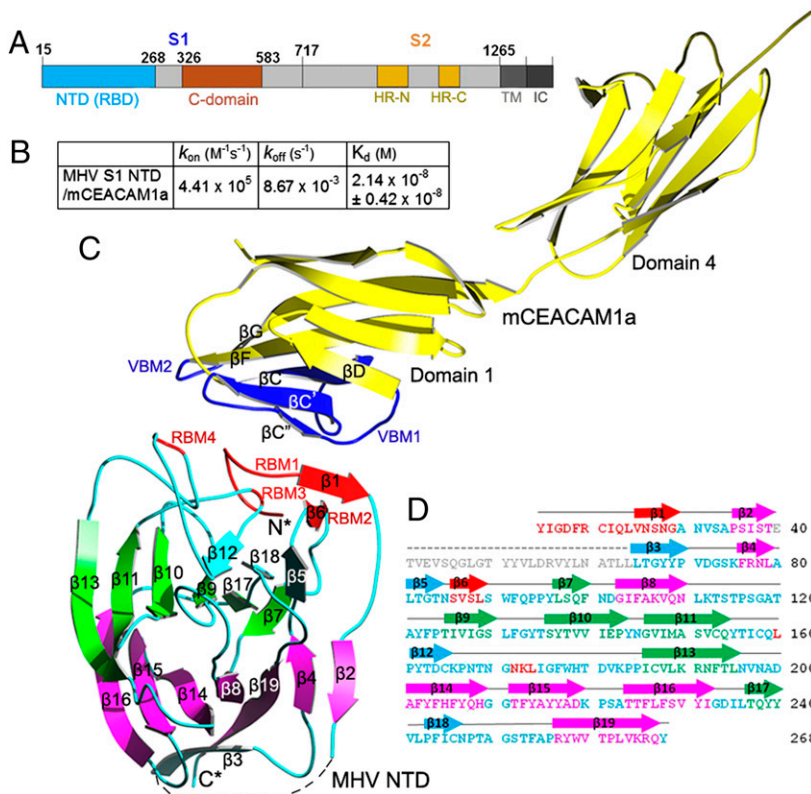 A
S1
S2
15
268
326
583
717
1265
NTD (RBD)
C-domain
HR-N
HR-C
TM
IC
B
kon (M-1s-1)
koff (s-1)
Kd (M)
MHV S1 NTD
/mCEACAM1a
4.41 x 105
8.67 x 10-3
2.14 x 10-8
± 0.42 x 10-8
C
Domain 4
mCEACAM1a
βG
βF
VBM2
βC
βD
Domain 1
βC'
βC"
VBM1
RBM4
RBM1
β1
RBM3
β6
N*
RBM2
β12
β18
β13
β11
β10
β9
β17
β5
β7
β15
β16
β14
β8
β19
β4
β2
β3
C*
MHV NTD
D
β1 β2
YIGDFR CIQLVNSNGA NVSAPSISTE 40
β3 β4
TVEVSQGLGT YYVLDRVYLN ATLLLTGYYP VDGSKFRNLA 80
β5 β6 β7 β8
LTGTNSVSLS WFQPPYLSQF NDGIFAKVQN LKTSTPSGAT 120
β9 β10 β11
AYFPTIVIGS LFGYTSYTVV IEPYNGVIMA SVCQYTICQL 160
β12 β13
PYTDCKPNTN GNKLIGFWHT DVKPPICVLK RNFTLNVNAD 200
β14 β15 β16 β17
AFYFHFYQHG GTFYAYYADK PSATTFLFSV YIGDILTQYY 240
β18 β19
VLPFICNPTA GSTFAPRYWV TPLVKRQY 268